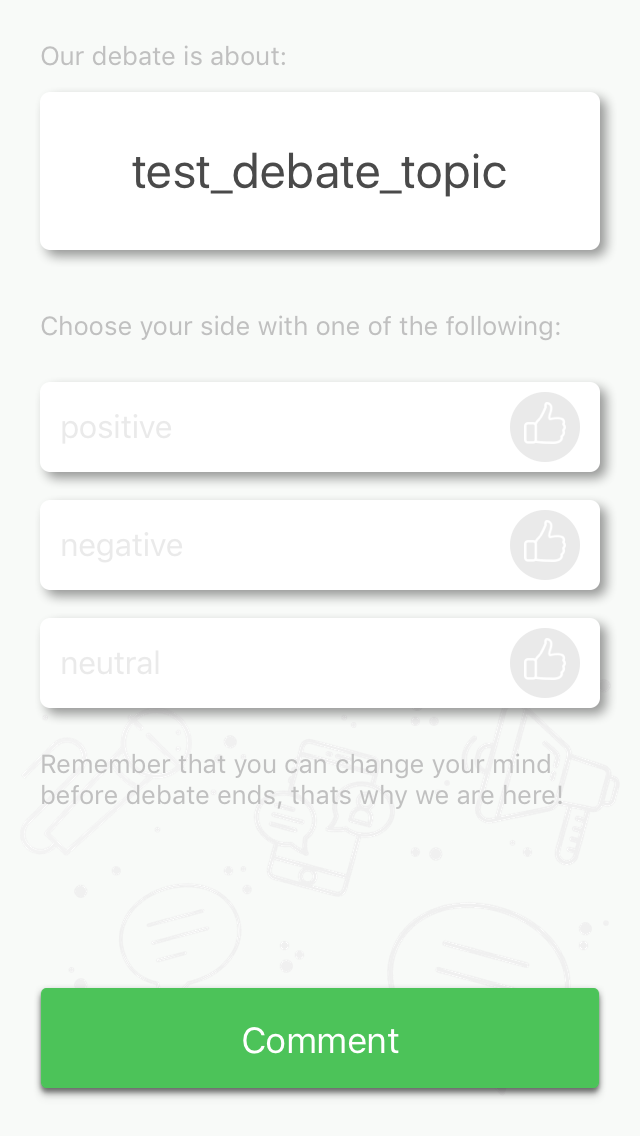 Our debate is about:
test_debate_topic
Choose your side with one of the following:
positive
negative
neutral
Remember that you can change your mind
before debate ends, thats why we are here!
Comment